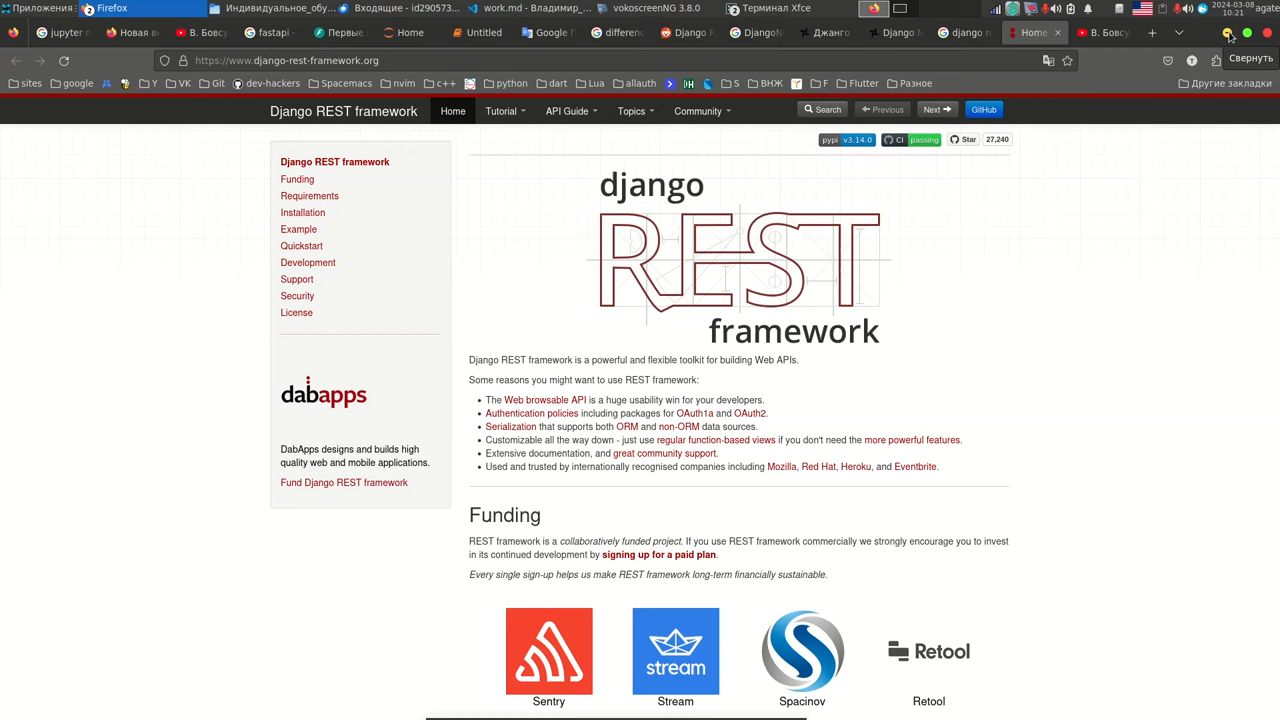 Приложения
2
Firefox
Индивидуальное_обу...
Входящие - id290573...
work.md - Владимир_...
vokoscreenNG 3.8.0
2
Терминал Xfce
2024-03-08
10:21
agate
jupyter n
Новая вк
В. Бовсу
fastapi -
Первые
Home
Untitled
Google П
differenc
Django R
DjangoN
Джанго
Django N
django re
Home
В. Бовсу
https://www.django-rest-framework.org
Свернуть
sites
google
Y
VK
Git
dev-hackers
Spacemacs
nvim
c++
python
dart
Lua
allauth
S
ВНЖ
F
Flutter
Разное
Другие закладки
Django REST framework
Home
Tutorial
API Guide
Topics
Community
Search
Previous
Next
GitHub
pypi v3.14.0
CI passing
Star 27,240
Django REST framework
Funding
Requirements
Installation
Example
Quickstart
Development
Support
Security
License
dabapps
DabApps designs and builds high
quality web and mobile applications.
Fund Django REST framework
django
REST
framework
Django REST framework is a powerful and flexible toolkit for building Web APIs.
Some reasons you might want to use REST framework:
• The Web browsable API is a huge usability win for your developers.
• Authentication policies including packages for OAuth1a and OAuth2.
• Serialization that supports both ORM and non-ORM data sources.
• Customizable all the way down - just use regular function-based views if you don't need the more powerful features.
• Extensive documentation, and great community support.
• Used and trusted by internationally recognised companies including Mozilla, Red Hat, Heroku, and Eventbrite.
Funding
REST framework is a collaboratively funded project. If you use REST framework commercially we strongly encourage you to invest
in its continued development by signing up for a paid plan.
Every single sign-up helps us make REST framework long-term financially sustainable.
stream
Retool
Sentry
Stream
Spacinov
Retool